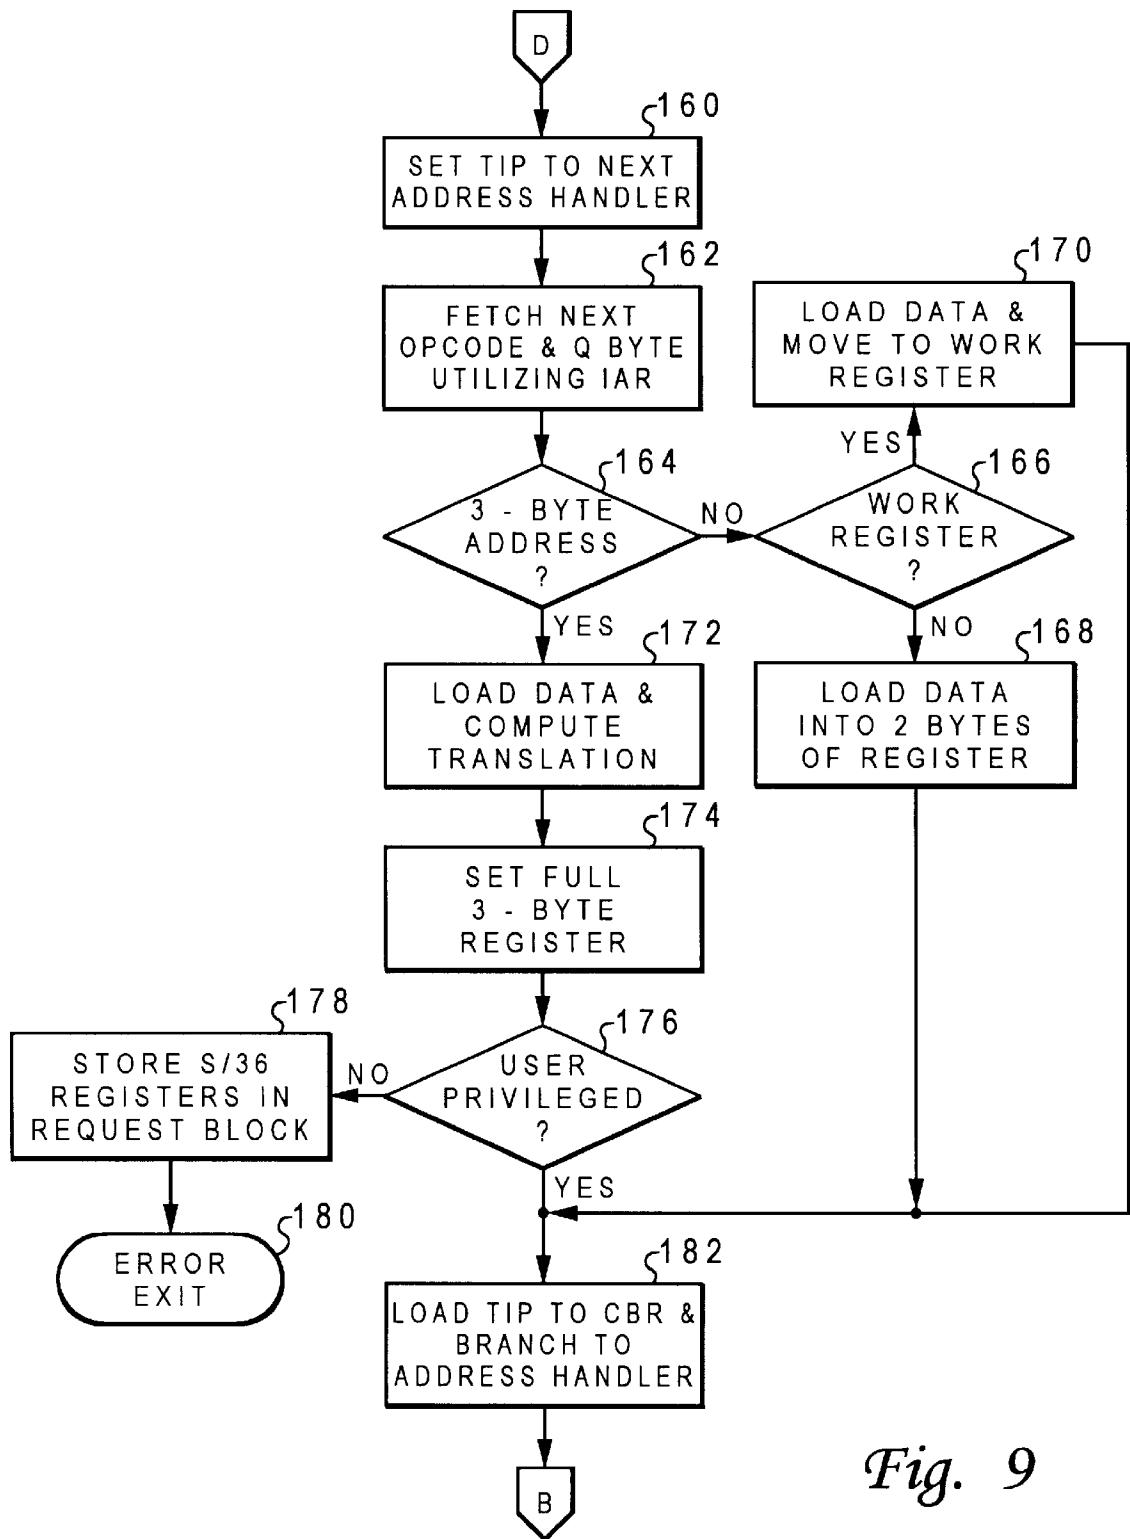 D
160
SET TIP TO NEXT
ADDRESS HANDLER
162
FETCH NEXT
OPCODE & Q BYTE
UTILIZING IAR
170
LOAD DATA &
MOVE TO WORK
REGISTER
YES
164
3 - BYTE
ADDRESS
?
NO
166
WORK
REGISTER
?
YES
NO
172
LOAD DATA &
COMPUTE
TRANSLATION
168
LOAD DATA
INTO 2 BYTES
OF REGISTER
174
SET FULL
3 - BYTE
REGISTER
176
USER
PRIVILEGED
?
NO
178
STORE S/36
REGISTERS IN
REQUEST BLOCK
YES
180
ERROR
EXIT
182
LOAD TIP TO CBR &
BRANCH TO
ADDRESS HANDLER
B
Fig. 9